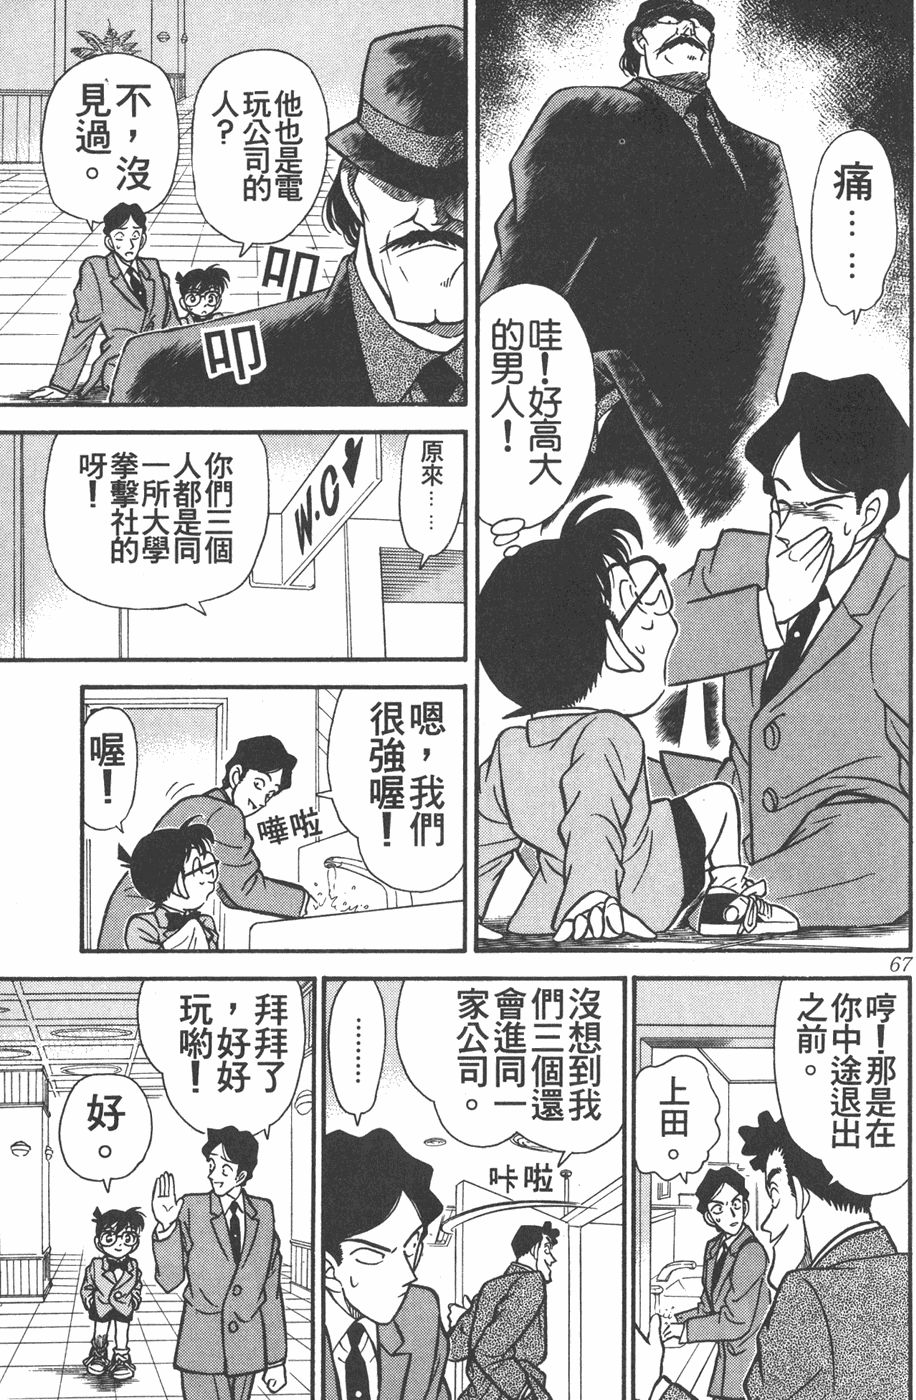 痛……
哇！好高大
的男人！
他也是電
玩公司的
人？
不，沒
見過。
叩
叩
原來……
W.C
你們三個
人都是同
一所大學
拳擊社的
呀！
嗯，我們
很強喔！
嘩啦
喔！
67
哼！那是在
你中途退出
之前。
上田。
沒想到我
們三個還
會進同一
家公司。
咔啦
………
拜拜了
，好好
玩喲！
好。